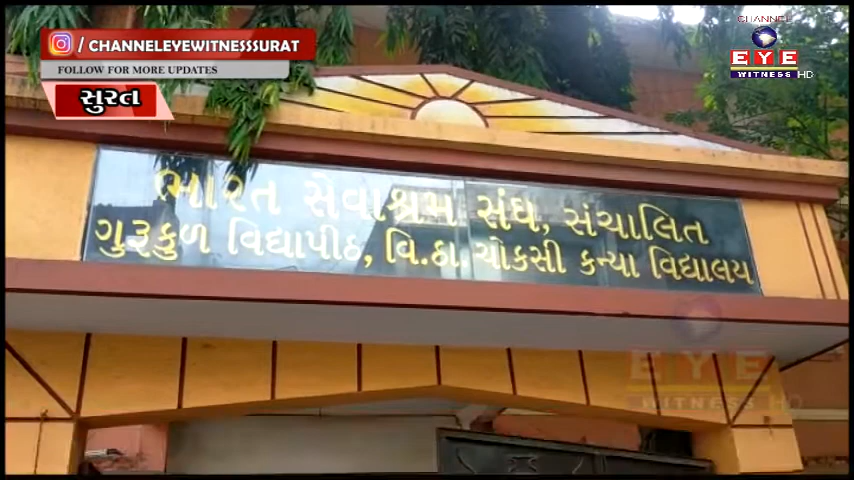 /CHANNELEYEWITNESSSURAT
FOLLOW FOR MORE UPDATES
સુરત
CHANNEL
EYE
WITNESS HD
ભારત સેવાશ્રમ સંઘ, સંચાલિત
ગુરૂકુળ વિદ્યાપીઠ, વિ.ઠા.ચોકસી કન્યા વિદ્યાલય
EYE
WITNESS HD